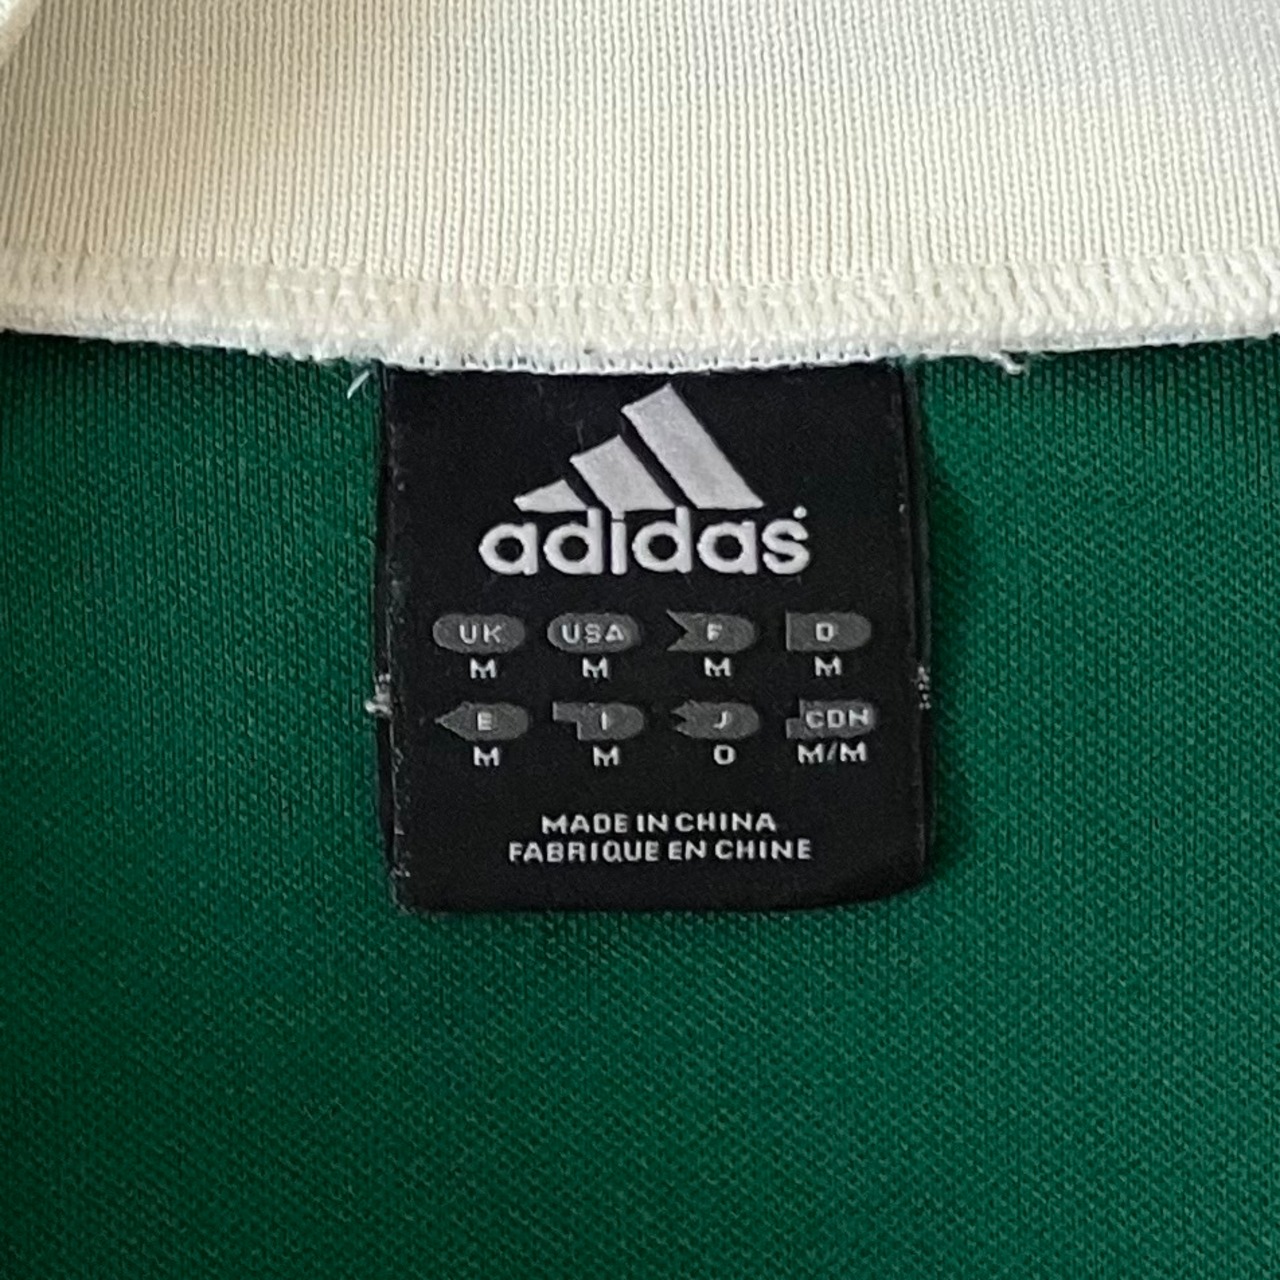 adidas
UK USA F D
M M M M
E I J CDN
M M O M/M
MADE IN CHINA
FABRIQUE EN CHINE